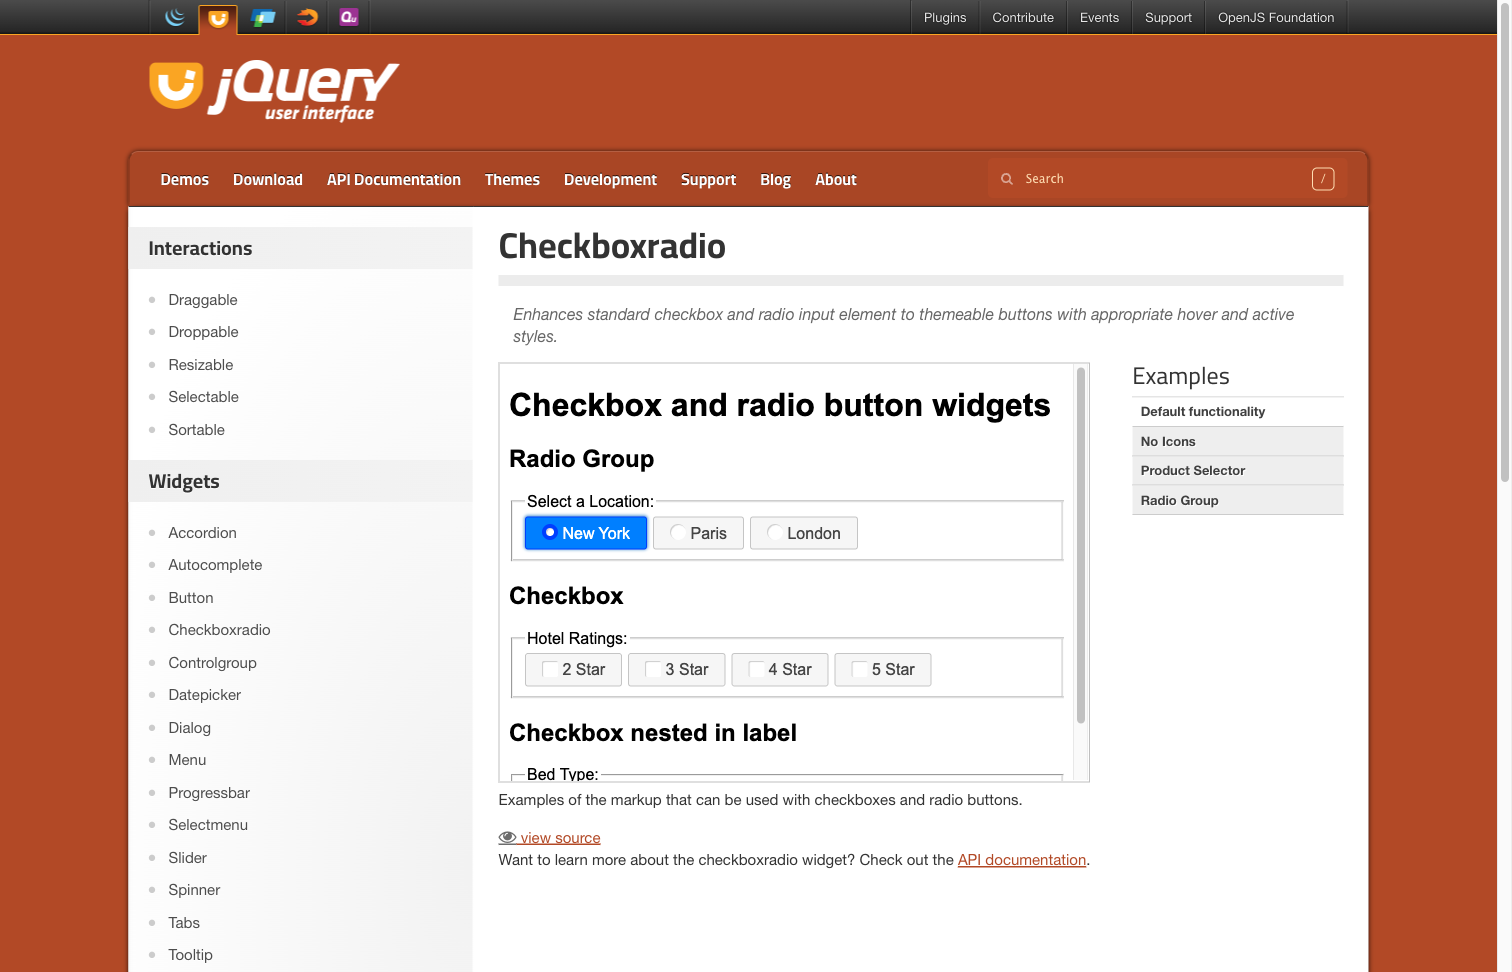 Plugins
Contribute
Events
Support
OpenJS Foundation
Qu
jQuery
user interface
Demos
Download
API Documentation
Themes
Development
Support
Blog
About
Search
/
Interactions
Draggable
Droppable
Resizable
Selectable
Sortable
Widgets
Accordion
Autocomplete
Button
Checkboxradio
Controlgroup
Datepicker
Dialog
Menu
Progressbar
Selectmenu
Slider
Spinner
Tabs
Tooltip
Checkboxradio
Enhances standard checkbox and radio input element to themeable buttons with appropriate hover and active
styles.
Checkbox and radio button widgets
Radio Group
Select a Location:
New York
Paris
London
Checkbox
Hotel Ratings:
2 Star
3 Star
4 Star
5 Star
Checkbox nested in label
Bed Type:
Examples of the markup that can be used with checkboxes and radio buttons.
view source
Want to learn more about the checkboxradio widget? Check out the API documentation.
Examples
Default functionality
No Icons
Product Selector
Radio Group